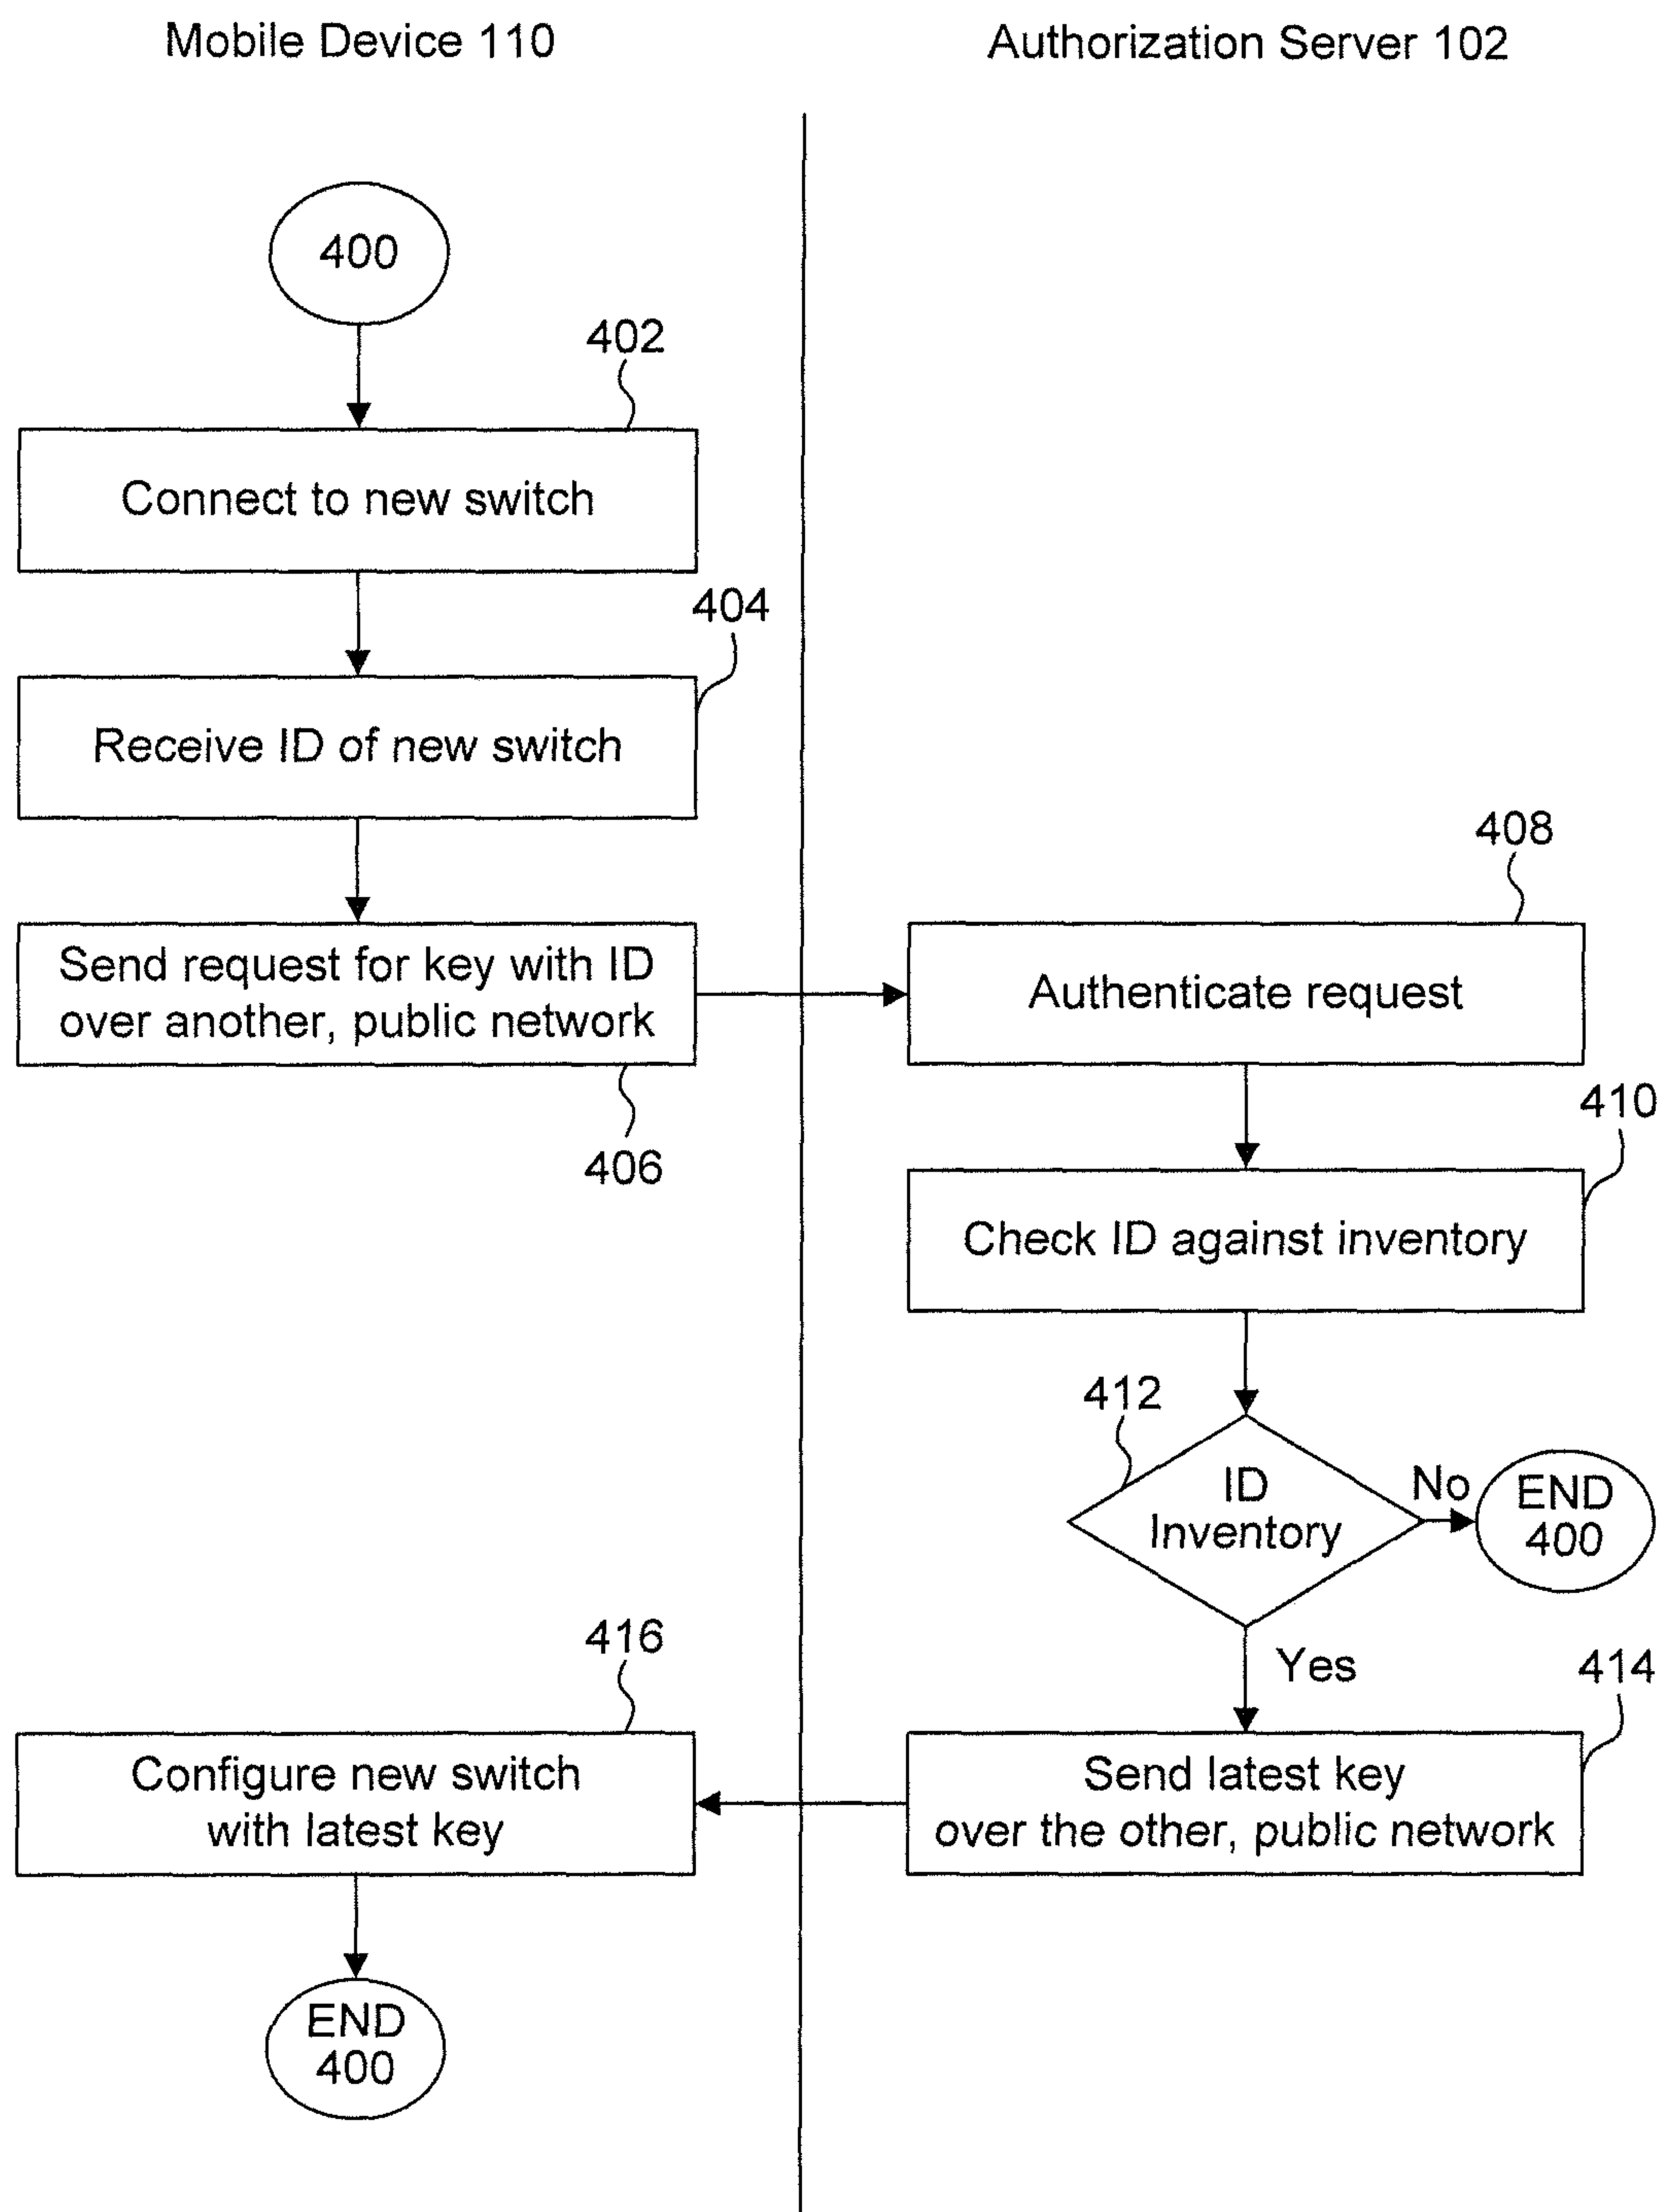 Mobile Device 110
Authorization Server 102
400
402
Connect to new switch
404
Receive ID of new switch
Send request for key with ID
over another, public network
406
408
Authenticate request
410
Check ID against inventory
412
ID
Inventory
No
END
400
Yes
414
Send latest key
over the other, public network
416
Configure new switch
with latest key
END
400